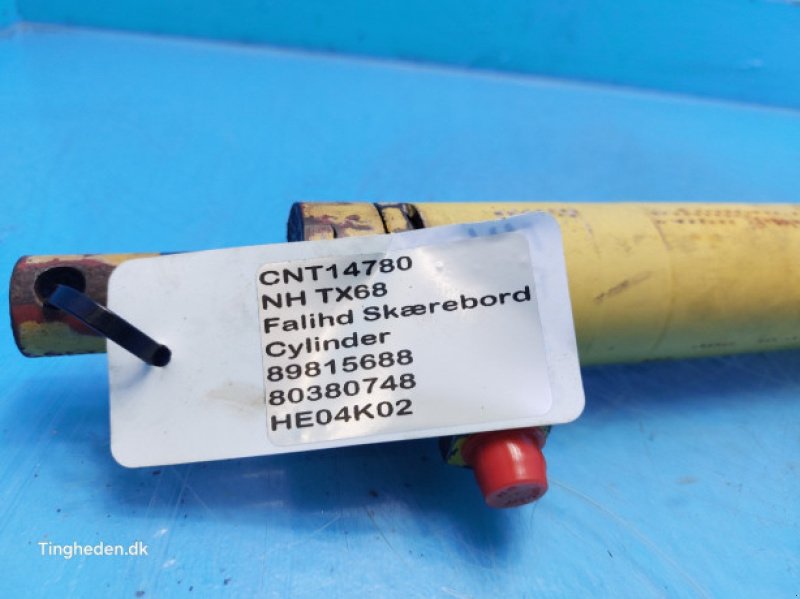 CNT14780
NH TX68
Falihd Skærebord
Cylinder
89815688
80380748
HE04K02
Tingheden.dk